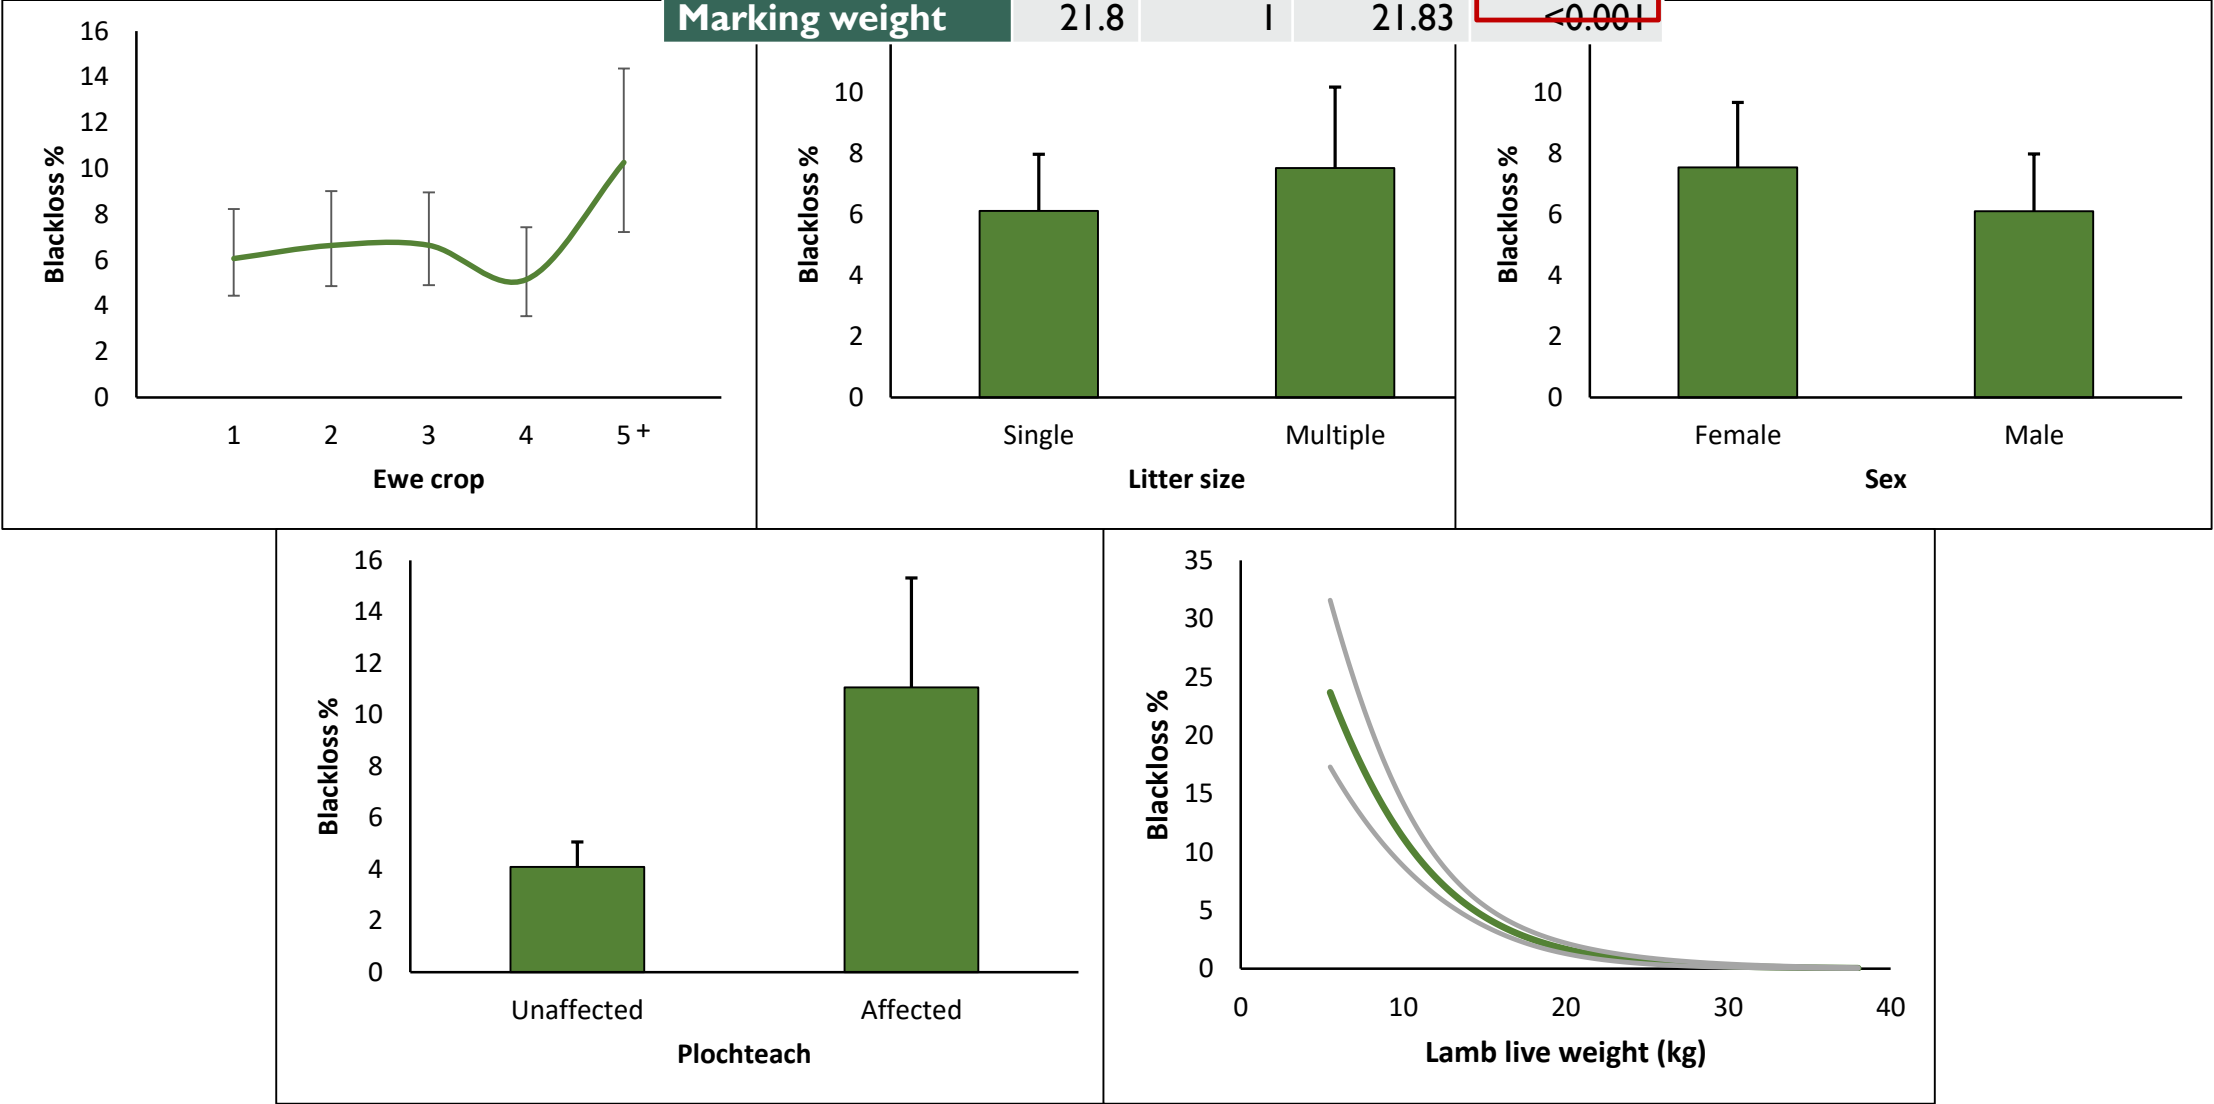 Marking weight 21.8 1 21.83 <0.001
16
14
12
10
8
6
4
2
0
Blackloss %
1 2 3 4 5 +
Ewe crop
10
8
6
4
2
0
Blackloss %
Single Multiple
Litter size
10
8
6
4
2
0
Blackloss %
Female Male
Sex
16
14
12
10
8
6
4
2
0
Blackloss %
Unaffected Affected
Plochteach
35
30
25
20
15
10
5
0
Blackloss %
0 10 20 30 40
Lamb live weight (kg)